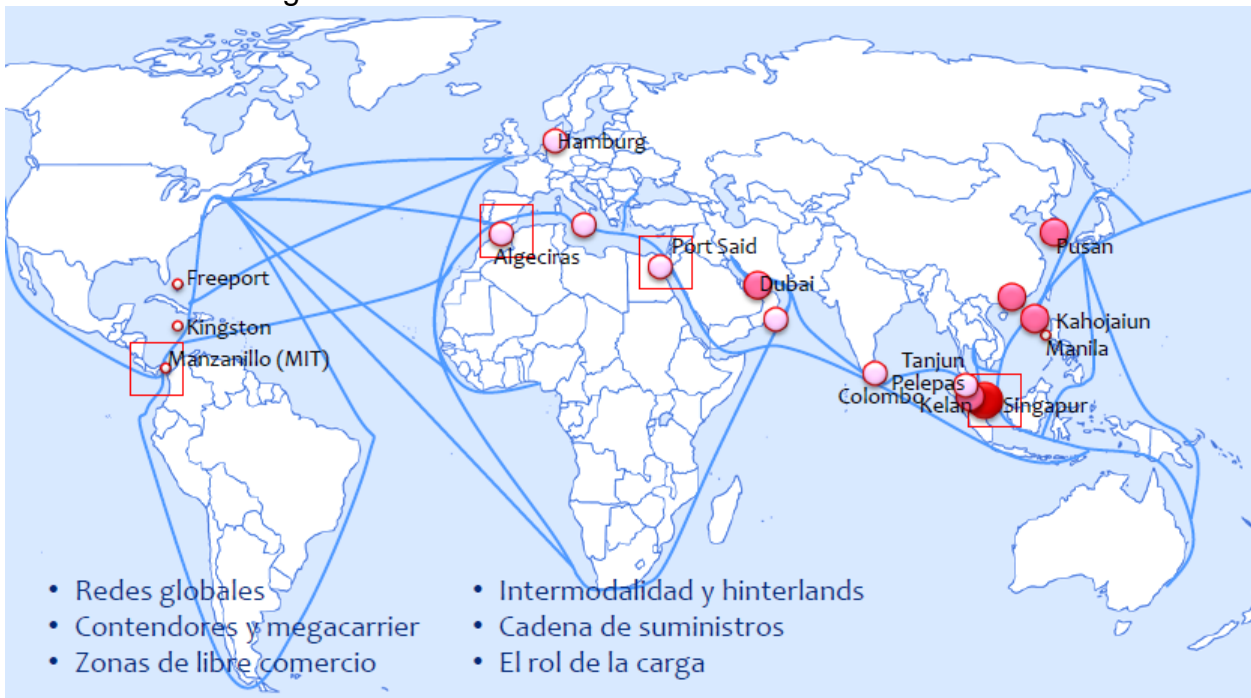 Hamburg
Port Said
Algeciras
Pusan
Freeport
Dubai
Kingston
Kahojaiun
Manzanillo (MIT)
Manila
Tanjun
Pelepas
Colombo
Kelan
Singapur
• Redes globales
• Contendores y megacarrier
• Zonas de libre comercio
• Intermodalidad y hinterlands
• Cadena de suministros
• El rol de la carga